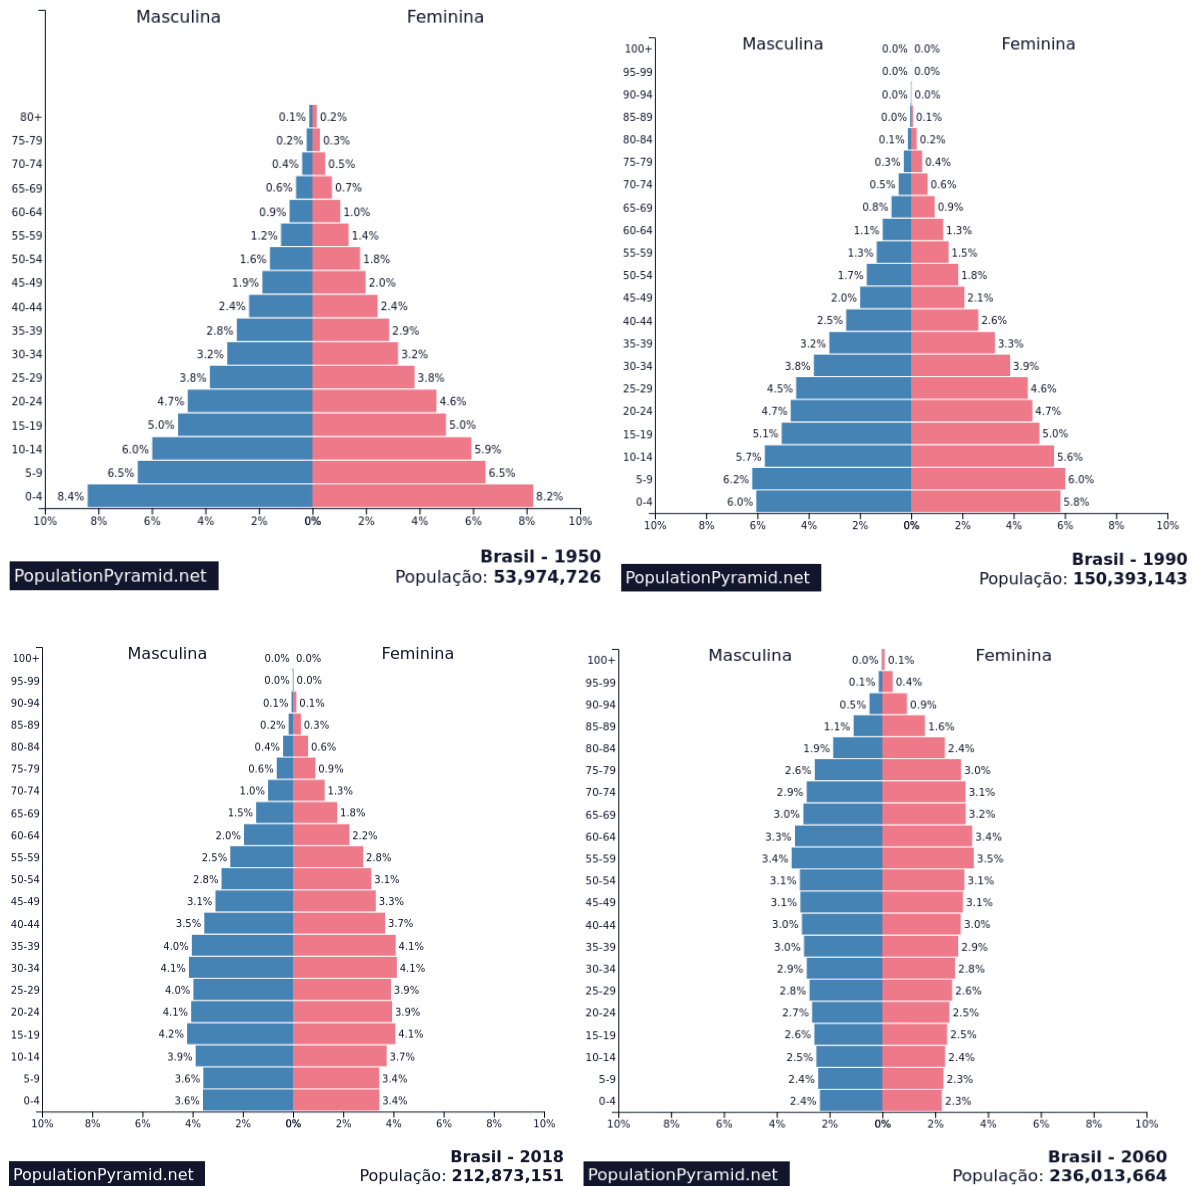 Masculina Feminina
80+ 0.1% 0.2%
75-79 0.2% 0.3%
70-74 0.4% 0.5%
65-69 0.6% 0.7%
60-64 0.9% 1.0%
55-59 1.2% 1.4%
50-54 1.6% 1.8%
45-49 1.9% 2.0%
40-44 2.4% 2.4%
35-39 2.8% 2.9%
30-34 3.2% 3.2%
25-29 3.8% 3.8%
20-24 4.7% 4.6%
15-19 5.0% 5.0%
10-14 6.0% 5.9%
5-9 6.5% 6.5%
0-4 8.4% 8.2%
10% 8% 6% 4% 2% 0% 2% 4% 6% 8% 10%
Brasil - 1950
PopulationPyramid.net População: 53,974,726
Masculina Feminina
100+ 0.0% 0.0%
95-99 0.0% 0.0%
90-94 0.0% 0.0%
85-89 0.0% 0.1%
80-84 0.1% 0.2%
75-79 0.3% 0.4%
70-74 0.5% 0.6%
65-69 0.8% 0.9%
60-64 1.1% 1.3%
55-59 1.3% 1.5%
50-54 1.7% 1.8%
45-49 2.0% 2.1%
40-44 2.5% 2.6%
35-39 3.2% 3.3%
30-34 3.8% 3.9%
25-29 4.5% 4.6%
20-24 4.7% 4.7%
15-19 5.1% 5.0%
10-14 5.7% 5.6%
5-9 6.2% 6.0%
0-4 6.0% 5.8%
10% 8% 6% 4% 2% 0% 2% 4% 6% 8% 10%
Brasil - 1990
PopulationPyramid.net População: 150,393,143
Masculina Feminina
100+ 0.0% 0.0%
95-99 0.0% 0.0%
90-94 0.1% 0.1%
85-89 0.2% 0.3%
80-84 0.4% 0.6%
75-79 0.6% 0.9%
70-74 1.0% 1.3%
65-69 1.5% 1.8%
60-64 2.0% 2.2%
55-59 2.5% 2.8%
50-54 2.8% 3.1%
45-49 3.1% 3.3%
40-44 3.5% 3.7%
35-39 4.0% 4.1%
30-34 4.1% 4.1%
25-29 4.0% 3.9%
20-24 4.1% 3.9%
15-19 4.2% 4.1%
10-14 3.9% 3.7%
5-9 3.6% 3.4%
0-4 3.6% 3.4%
10% 8% 6% 4% 2% 0% 2% 4% 6% 8% 10%
Brasil - 2018
PopulationPyramid.net População: 212,873,151
Masculina Feminina
100+ 0.0% 0.1%
95-99 0.1% 0.4%
90-94 0.5% 0.9%
85-89 1.1% 1.6%
80-84 1.9% 2.4%
75-79 2.6% 3.0%
70-74 2.9% 3.1%
65-69 3.0% 3.2%
60-64 3.3% 3.4%
55-59 3.4% 3.5%
50-54 3.1% 3.1%
45-49 3.1% 3.1%
40-44 3.0% 3.0%
35-39 3.0% 2.9%
30-34 2.9% 2.8%
25-29 2.8% 2.6%
20-24 2.7% 2.5%
15-19 2.6% 2.5%
10-14 2.5% 2.4%
5-9 2.4% 2.3%
0-4 2.4% 2.3%
10% 8% 6% 4% 2% 0% 2% 4% 6% 8% 10%
Brasil - 2060
PopulationPyramid.net População: 236,013,664